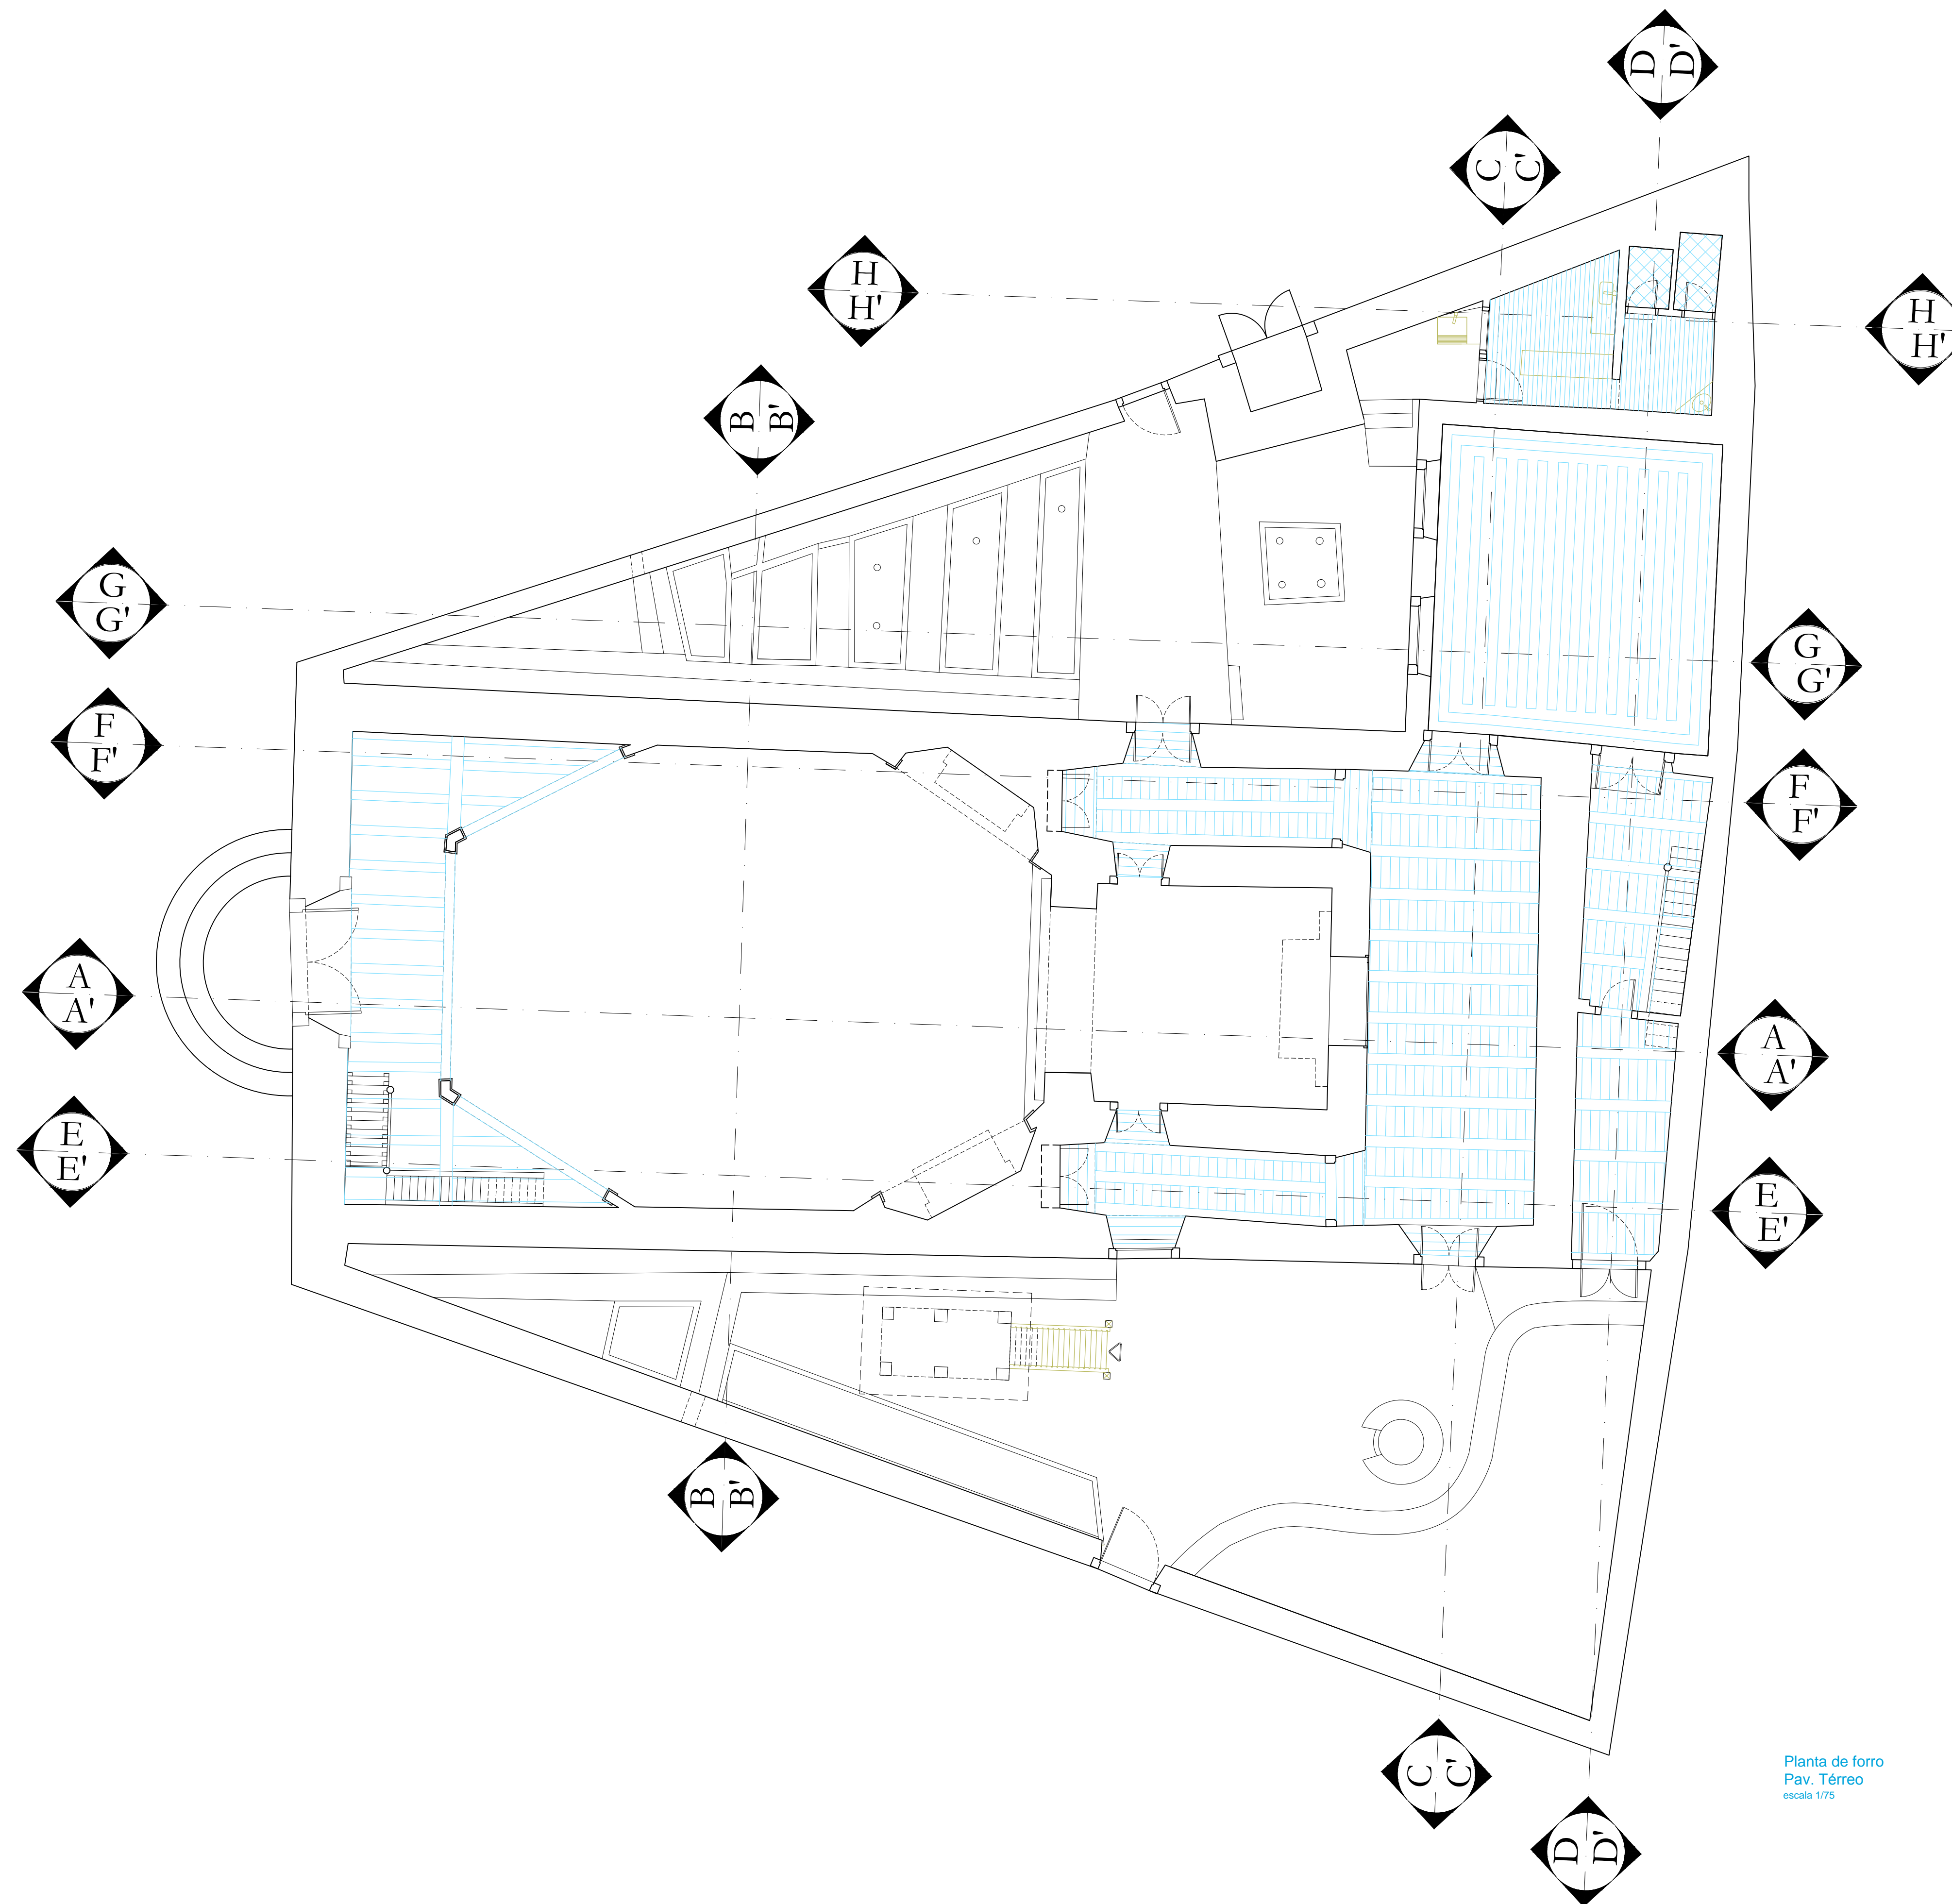 D
D'
C
C'
H
H'
H
H'
B
B'
G
G'
G
G'
F
F'
F
F'
A
A'
A
A'
E
E'
E
E'
B
B'
C
C'
Planta de forro
Pav. Térreo
escala 1/75
D
D'